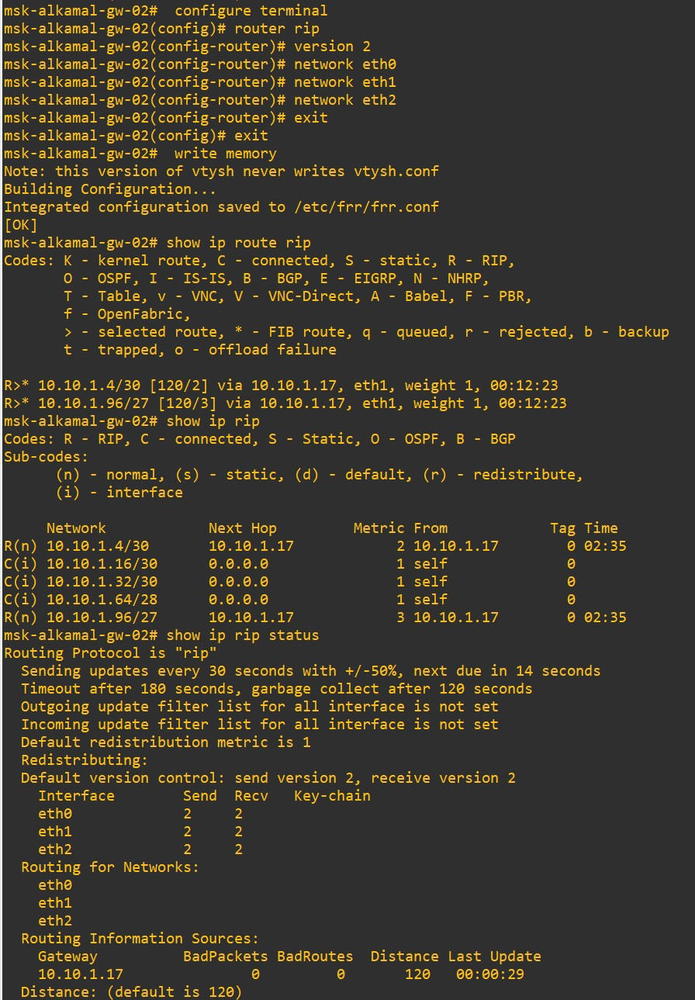 msk-alkamal-gw-02#  configure terminal
msk-alkamal-gw-02(config)# router rip
msk-alkamal-gw-02(config-router)# version 2
msk-alkamal-gw-02(config-router)# network eth0
msk-alkamal-gw-02(config-router)# network eth1
msk-alkamal-gw-02(config-router)# network eth2
msk-alkamal-gw-02(config-router)# exit
msk-alkamal-gw-02(config)# exit
msk-alkamal-gw-02#  write memory
Note: this version of vtysh never writes vtysh.conf
Building Configuration...
Integrated configuration saved to /etc/frr/frr.conf
[OK]
msk-alkamal-gw-02# show ip route rip
Codes: K - kernel route, C - connected, S - static, R - RIP,
       O - OSPF, I - IS-IS, B - BGP, E - EIGRP, N - NHRP,
       T - Table, v - VNC, V - VNC-Direct, A - Babel, F - PBR,
       f - OpenFabric,
       > - selected route, * - FIB route, q - queued, r - rejected, b - backup
       t - trapped, o - offload failure

R>* 10.10.1.4/30 [120/2] via 10.10.1.17, eth1, weight 1, 00:12:23
R>* 10.10.1.96/27 [120/3] via 10.10.1.17, eth1, weight 1, 00:12:23
msk-alkamal-gw-02# show ip rip
Codes: R - RIP, C - connected, S - Static, O - OSPF, B - BGP
Sub-codes:
      (n) - normal, (s) - static, (d) - default, (r) - redistribute,
      (i) - interface

     Network            Next Hop         Metric From                Tag Time
R(n) 10.10.1.4/30       10.10.1.17            2 10.10.1.17            0 02:35
C(i) 10.10.1.16/30      0.0.0.0               1 self              0
C(i) 10.10.1.32/30      0.0.0.0               1 self              0
C(i) 10.10.1.64/28      0.0.0.0               1 self              0
R(n) 10.10.1.96/27      10.10.1.17            3 10.10.1.17            0 02:35
msk-alkamal-gw-02# show ip rip status
Routing Protocol is "rip"
  Sending updates every 30 seconds with +/-50%, next due in 14 seconds
  Timeout after 180 seconds, garbage collect after 120 seconds
  Outgoing update filter list for all interface is not set
  Incoming update filter list for all interface is not set
  Default redistribution metric is 1
  Redistributing:
  Default version control: send version 2, receive version 2
    Interface        Send  Recv   Key-chain
    eth0             2     2
    eth1             2     2
    eth2             2     2
  Routing for Networks:
    eth0
    eth1
    eth2
  Routing Information Sources:
    Gateway          BadPackets BadRoutes  Distance Last Update
    10.10.1.17               0         0       120   00:00:29
  Distance: (default is 120)